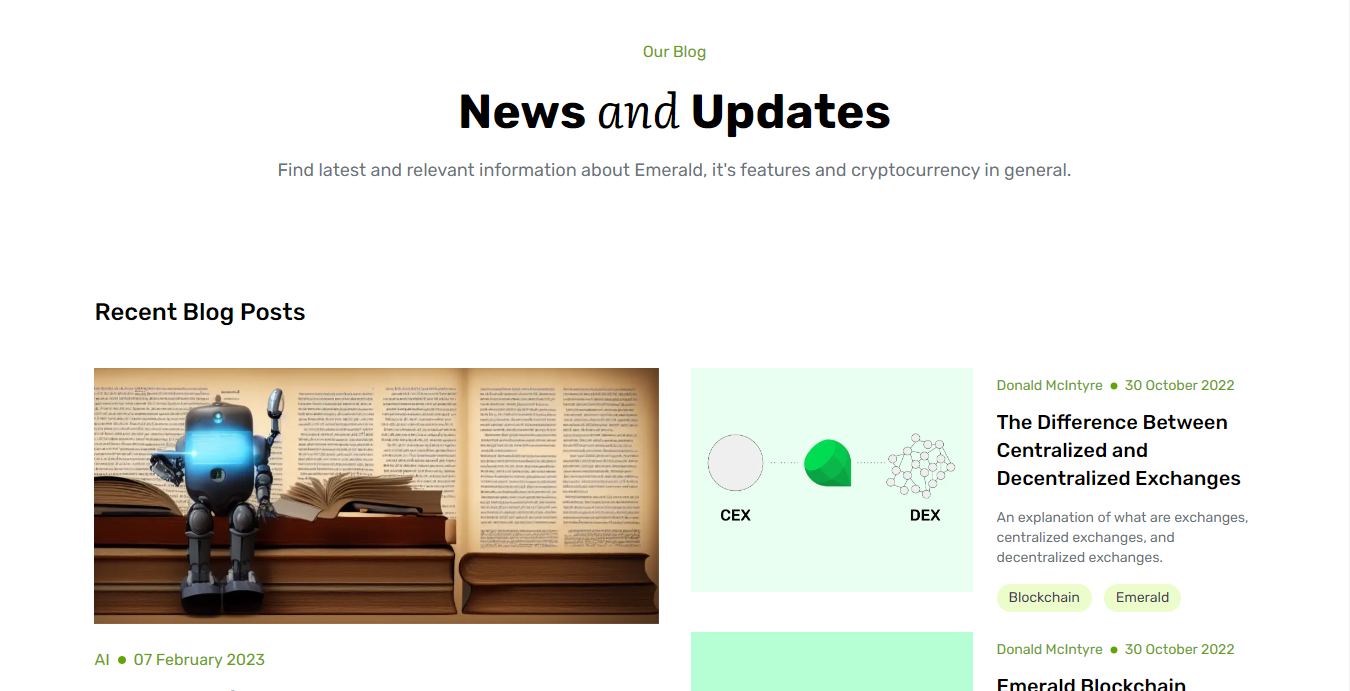 Our Blog
News and Updates
Find latest and relevant information about Emerald, it's features and cryptocurrency in general.
Recent Blog Posts
AI ● 07 February 2023
CEX
DEX
Donald McIntyre ● 30 October 2022
The Difference Between
Centralized and
Decentralized Exchanges
An explanation of what are exchanges,
centralized exchanges, and
decentralized exchanges.
Blockchain
Emerald
Donald McIntyre ● 30 October 2022
Emerald Blockchain